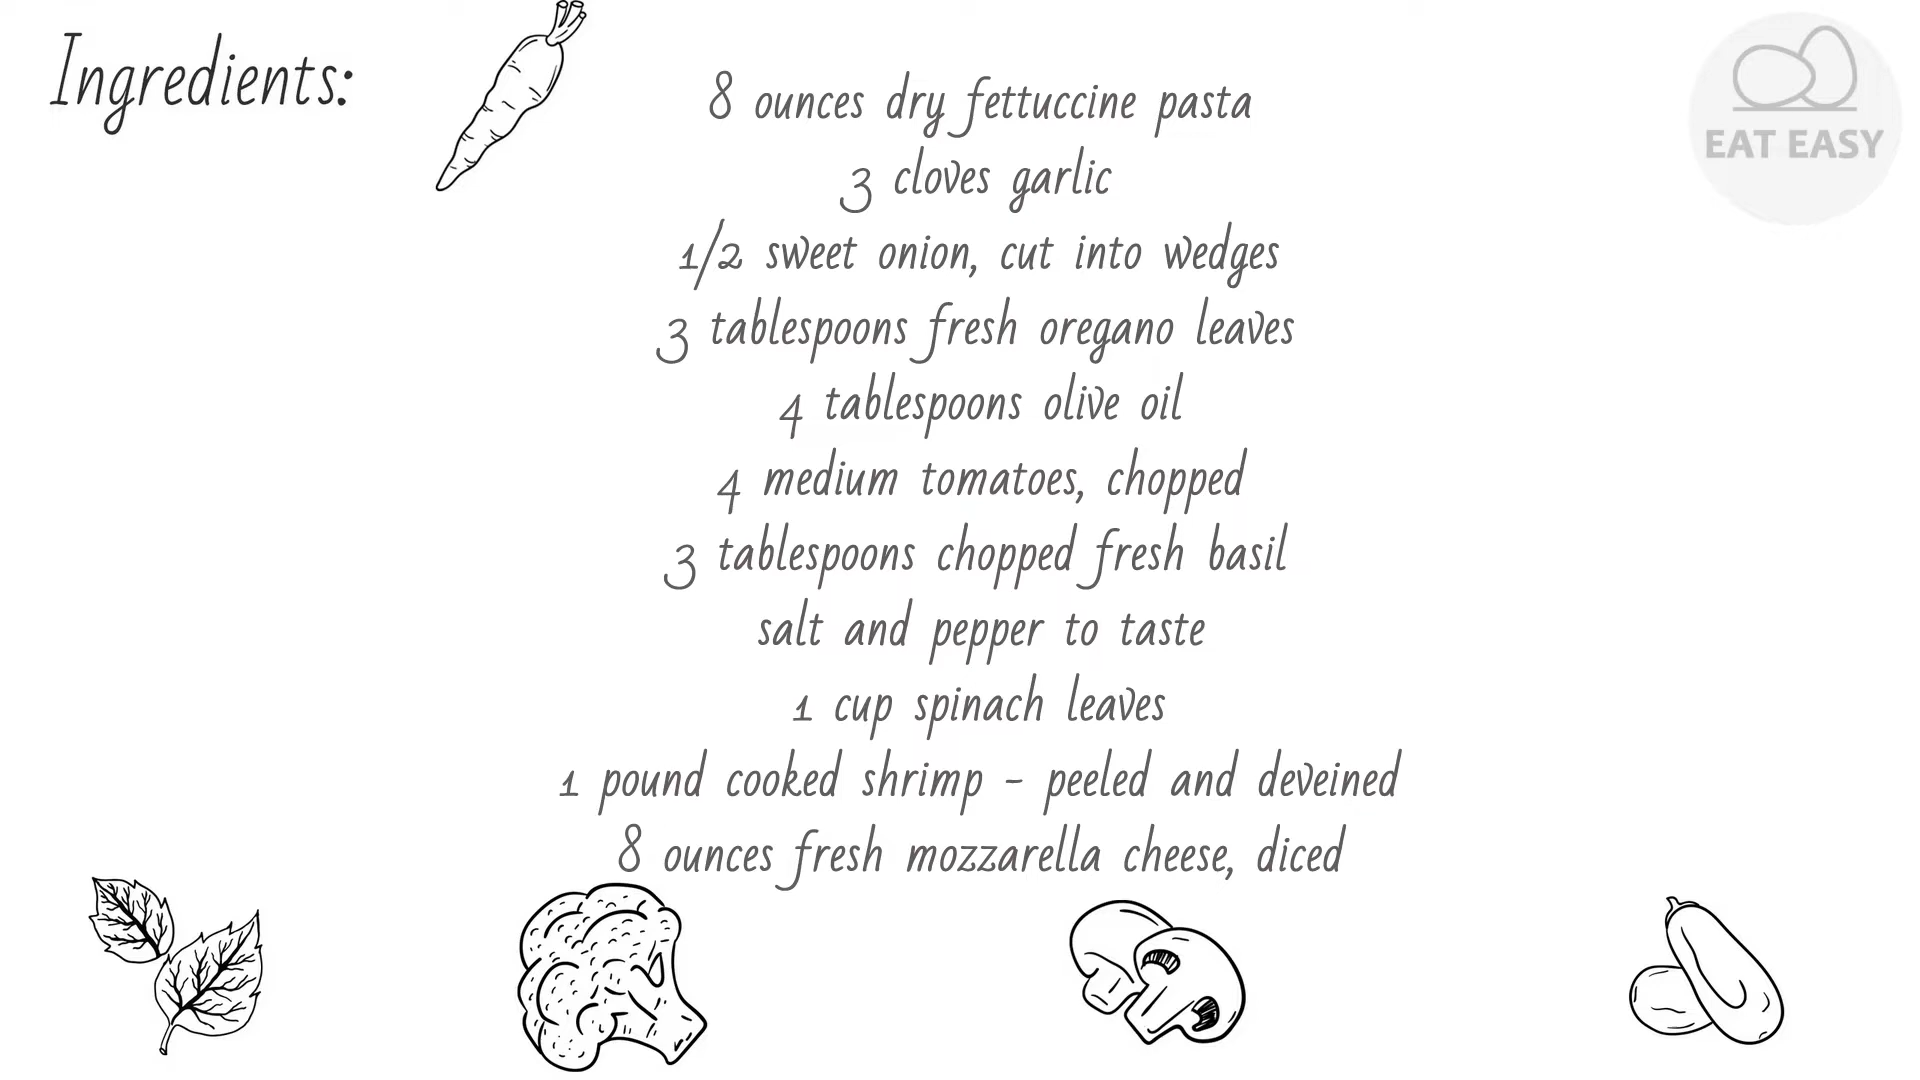 Ingredients:
EAT EASY
8 ounces dry fettuccine pasta
3 cloves garlic
1/2 sweet onion, cut into wedges
3 tablespoons fresh oregano leaves
4 tablespoons olive oil
4 medium tomatoes, chopped
3 tablespoons chopped fresh basil
salt and pepper to taste
1 cup spinach leaves
1 pound cooked shrimp - peeled and deveined
8 ounces fresh mozzarella cheese, diced